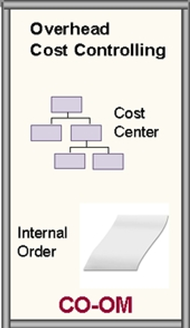 Overhead
Cost Controlling
Cost
Center
Internal
Order
CO-OM